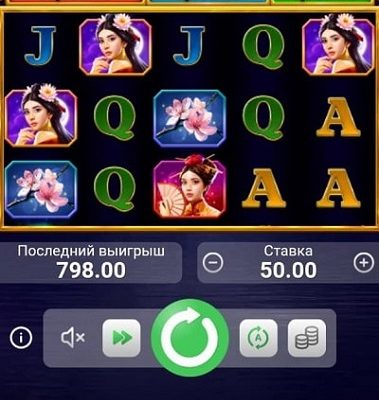 J J Q
Q Q A
Q A A
Последний выигрыш
798.00
Ставка
50.00